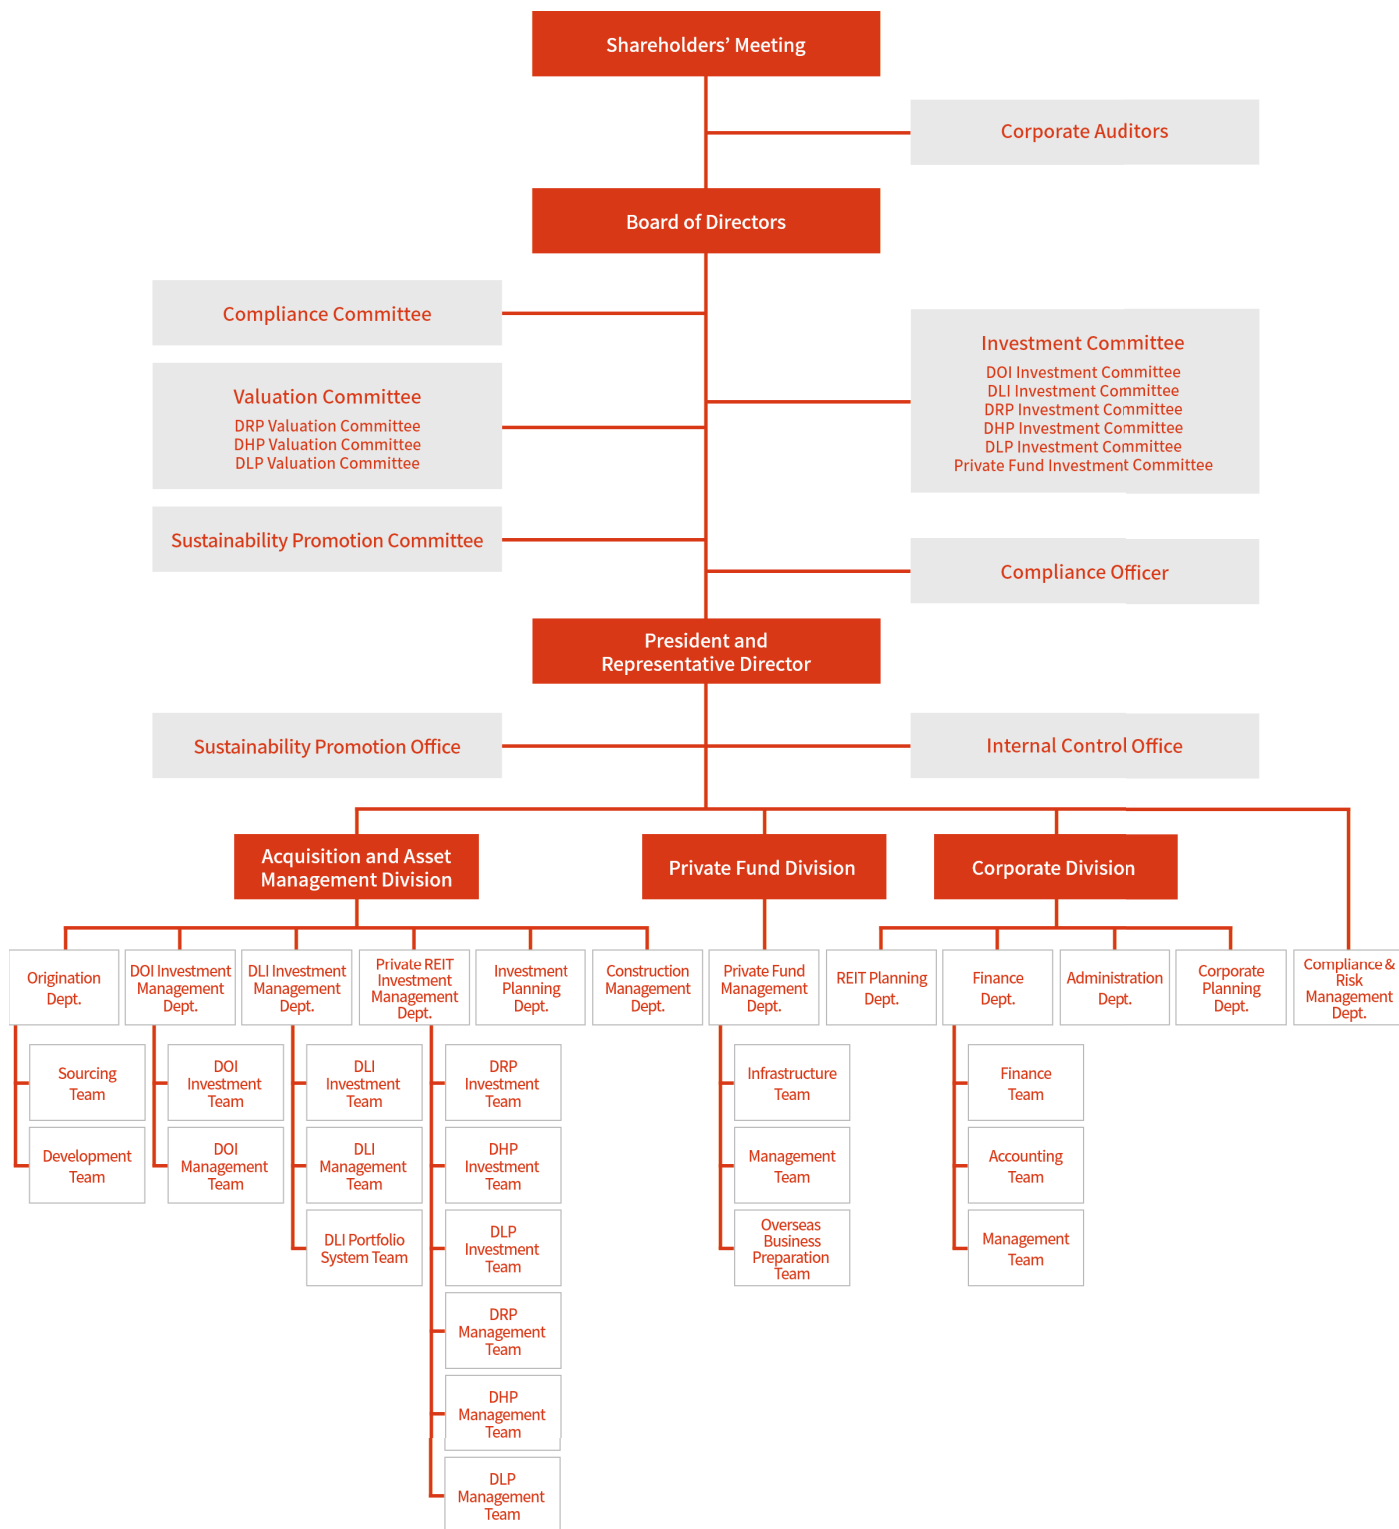 Shareholders’ Meeting
Corporate Auditors
Board of Directors
Compliance Committee
Valuation Committee
DRP Valuation Committee
DHP Valuation Committee
DLP Valuation Committee
Investment Committee
DOI Investment Committee
DLI Investment Committee
DRP Investment Committee
DHP Investment Committee
DLP Investment Committee
Private Fund Investment Committee
Sustainability Promotion Committee
Compliance Officer
President and
Representative Director
Sustainability Promotion Office
Internal Control Office
Acquisition and Asset
Management Division
Private Fund Division
Corporate Division
Origination
Dept.
DOI Investment
Management
Dept.
DLI Investment
Management
Dept.
Private REIT
Investment
Management
Dept.
Investment
Planning
Dept.
Construction
Management
Dept.
Private Fund
Management
Dept.
REIT Planning
Dept.
Finance
Dept.
Administration
Dept.
Corporate
Planning
Dept.
Compliance &
Risk
Management
Dept.
Sourcing
Team
Development
Team
DOI
Investment
Team
DOI
Management
Team
DLI
Investment
Team
DLI
Management
Team
DLI Portfolio
System Team
DRP
Investment
Team
DHP
Investment
Team
DLP
Investment
Team
DRP
Management
Team
DHP
Management
Team
DLP
Management
Team
Infrastructure
Team
Management
Team
Overseas
Business
Preparation
Team
Finance
Team
Accounting
Team
Management
Team